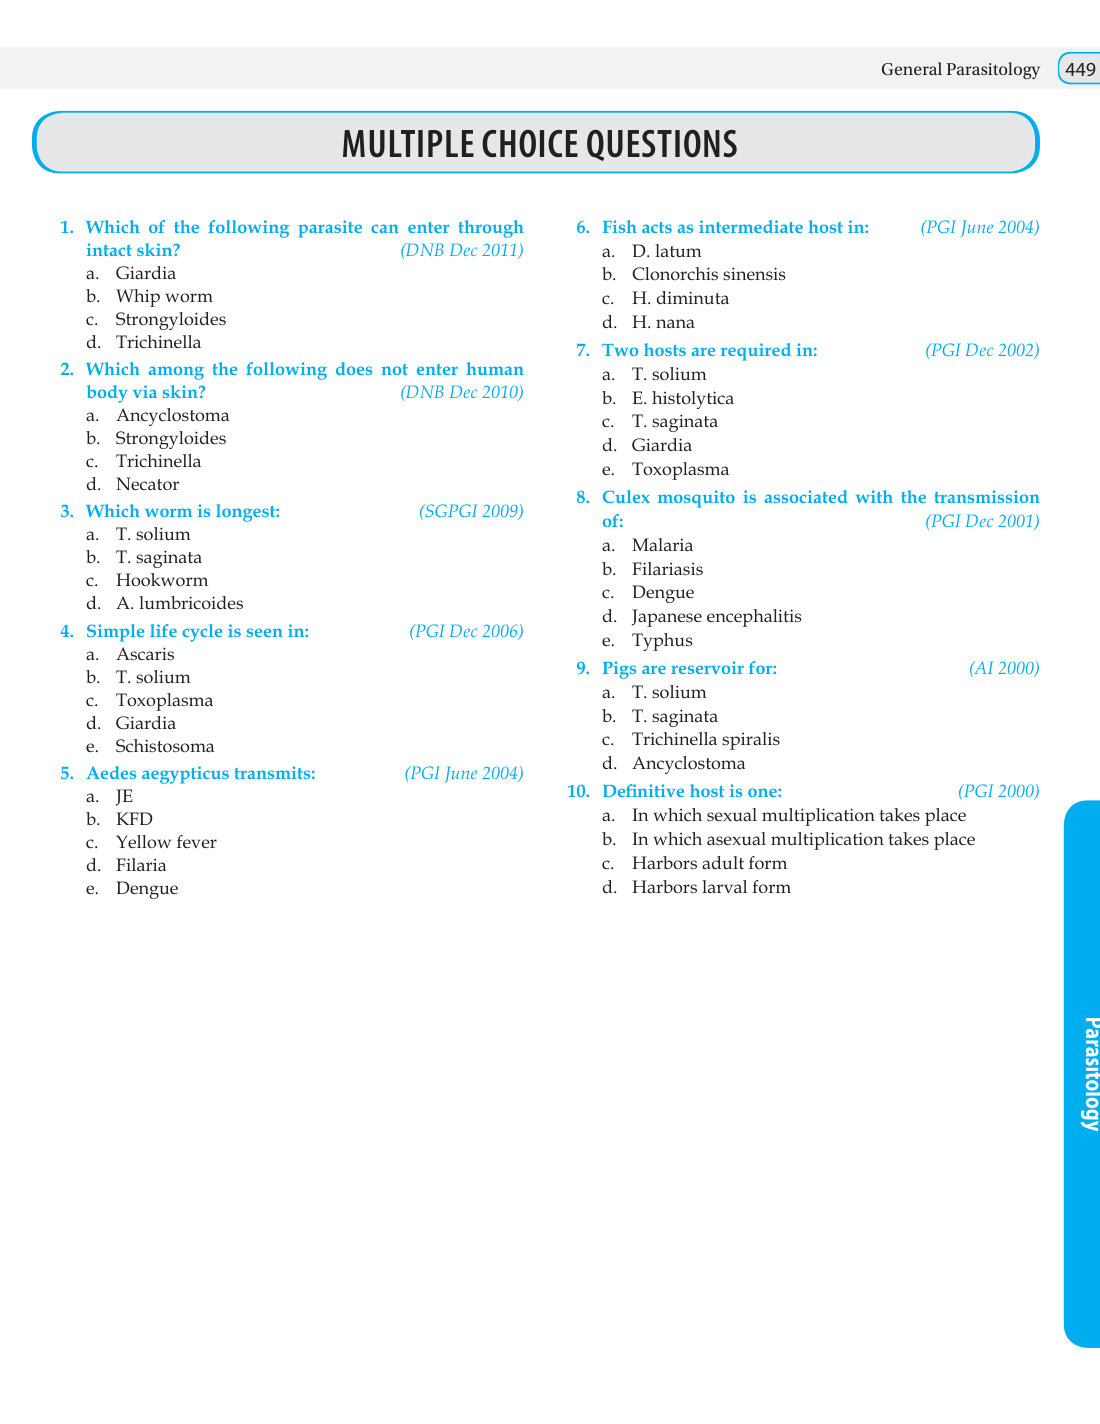 General Parasitology 449
MULTIPLE CHOICE QUESTIONS
1. Which of the following parasite can enter through
intact skin? (DNB Dec 2011)
a. Giardia
b. Whip worm
c. Strongyloides
d. Trichinella
2. Which among the following does not enter human
body via skin? (DNB Dec 2010)
a. Ancyclostoma
b. Strongyloides
c. Trichinella
d. Necator
3. Which worm is longest: (SGPGI 2009)
a. T. solium
b. T. saginata
c. Hookworm
d. A. lumbricoides
4. Simple life cycle is seen in: (PGI Dec 2006)
a. Ascaris
b. T. solium
c. Toxoplasma
d. Giardia
e. Schistosoma
5. Aedes aegypticus transmits: (PGI June 2004)
a. JE
b. KFD
c. Yellow fever
d. Filaria
e. Dengue
6. Fish acts as intermediate host in: (PGI June 2004)
a. D. latum
b. Clonorchis sinensis
c. H. diminuta
d. H. nana
7. Two hosts are required in: (PGI Dec 2002)
a. T. solium
b. E. histolytica
c. T. saginata
d. Giardia
e. Toxoplasma
8. Culex mosquito is associated with the transmission
of: (PGI Dec 2001)
a. Malaria
b. Filariasis
c. Dengue
d. Japanese encephalitis
e. Typhus
9. Pigs are reservoir for: (AI 2000)
a. T. solium
b. T. saginata
c. Trichinella spiralis
d. Ancyclostoma
10. Definitive host is one: (PGI 2000)
a. In which sexual multiplication takes place
b. In which asexual multiplication takes place
c. Harbors adult form
d. Harbors larval form
Parasitology